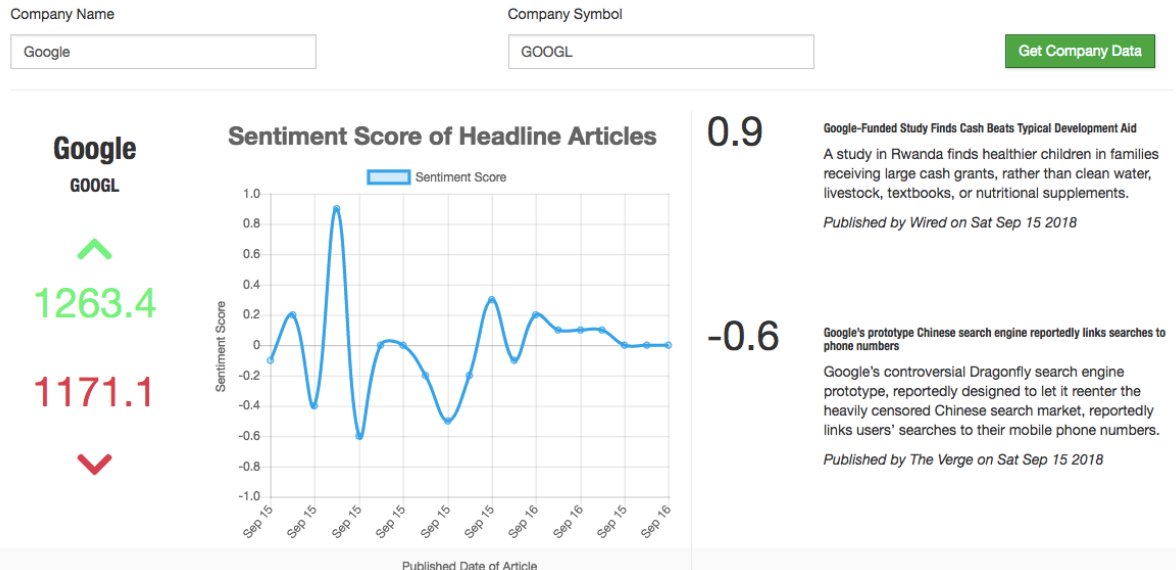 Company Name
Company Symbol
Google
GOOGL
Get Company Data
Google
GOOGL
1263.4
1171.1
Sentiment Score of Headline Articles
Sentiment Score
1.0
0.8
0.6
0.4
0.2
0
-0.2
-0.4
-0.6
-0.8
-1.0
Sentiment Score
Sep 15
Sep 15
Sep 15
Sep 15
Sep 15
Sep 15
Sep 16
Sep 16
Sep 15
Sep 16
Published Date of Article
0.9
Google-Funded Study Finds Cash Beats Typical Development Aid
A study in Rwanda finds healthier children in families
receiving large cash grants, rather than clean water,
livestock, textbooks, or nutritional supplements.
Published by Wired on Sat Sep 15 2018
-0.6
Google's prototype Chinese search engine reportedly links searches to
phone numbers
Google's controversial Dragonfly search engine
prototype, reportedly designed to let it reenter the
heavily censored Chinese search market, reportedly
links users' searches to their mobile phone numbers.
Published by The Verge on Sat Sep 15 2018